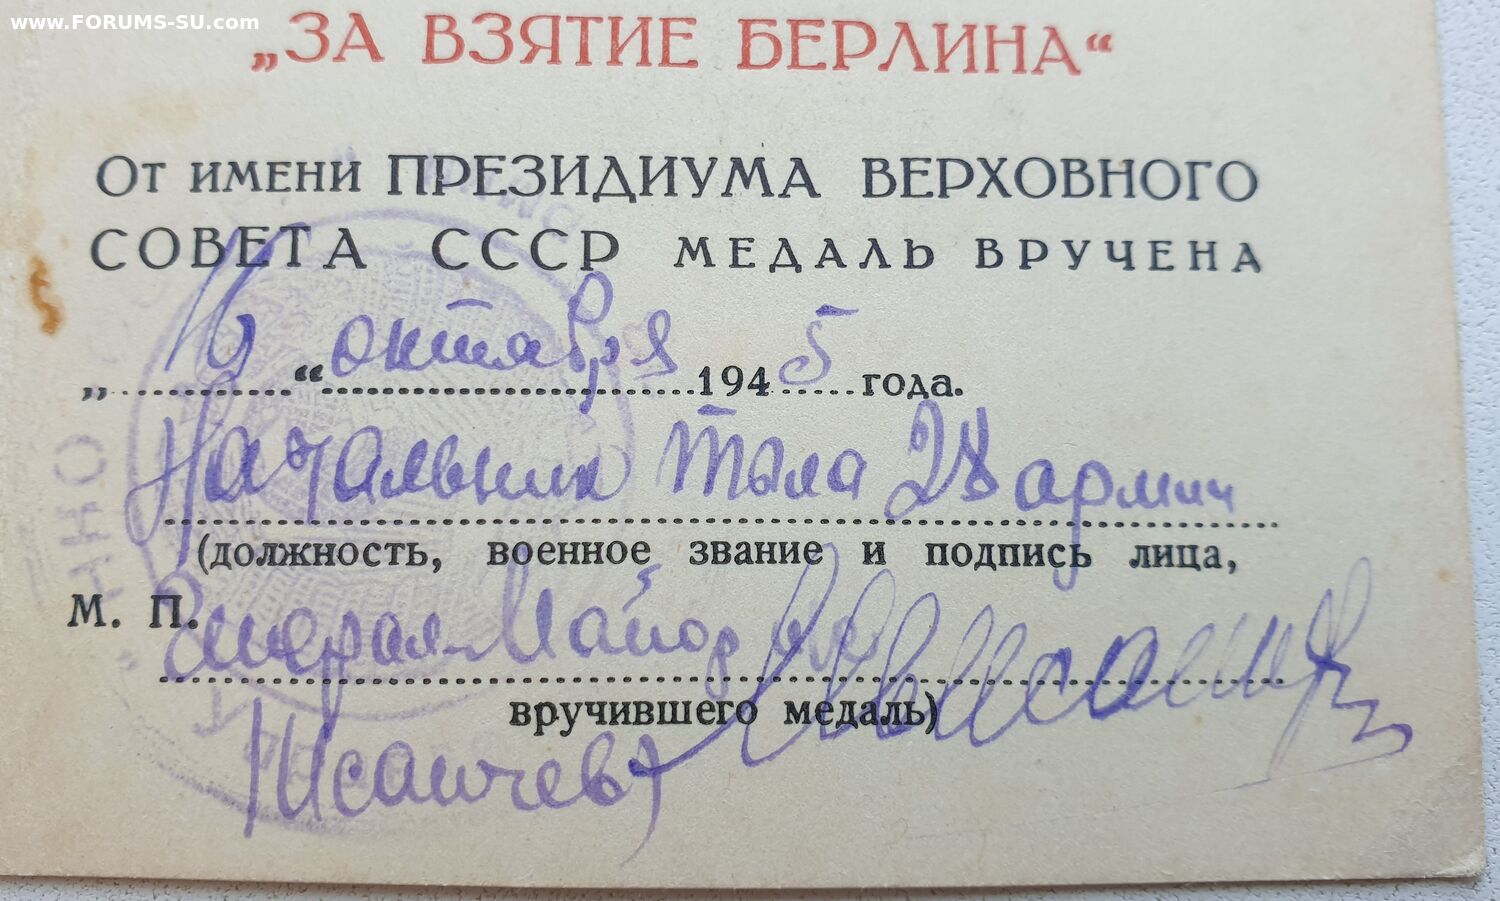 www.FORUMS-SU.com
„ЗА ВЗЯТИЕ БЕРЛИНА“
От имени ПРЕЗИДИУМА ВЕРХОВНОГО
СОВЕТА СССР МЕДАЛЬ ВРУЧЕНА
„ “ октября 1945 года.
Начальник Тыла 28 армии
(должность, военное звание и подпись лица,
М. П.
Генерал-Майор
вручившего медаль)